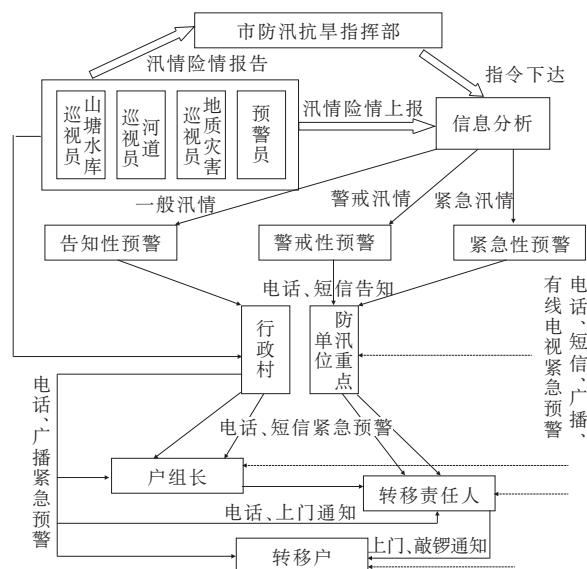 市防汛抗旱指挥部
汛情险情报告
指令下达
山塘水库
巡视员
河道
巡视员
地质灾害
巡视员
预警员
汛情险情上报
信息分析
一般汛情
警戒汛情
紧急汛情
告知性预警
警戒性预警
紧急性预警
电话、短信告知
电话、短信、广播、
有线电视紧急预警
行政村
防汛重点
单位
电话、广播紧急预警
电话、短信紧急预警
户组长
转移责任人
电话、上门通知
上门、敲锣通知
转移户